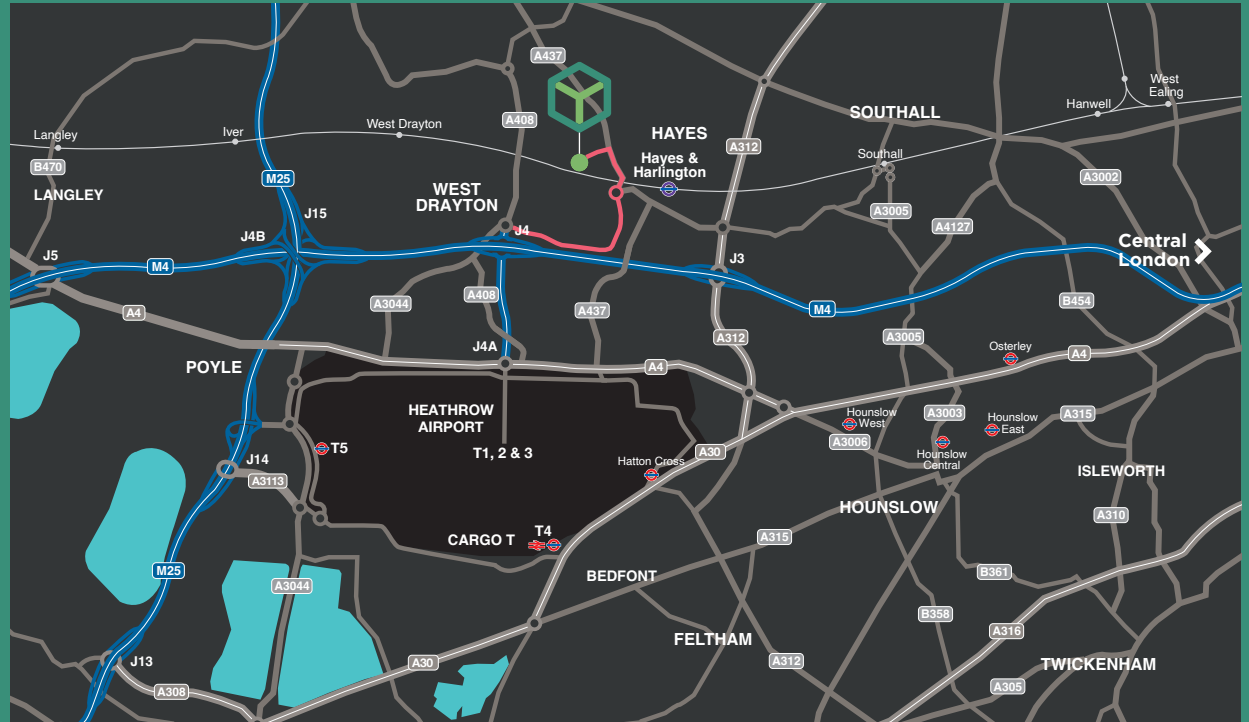 A437
A408
HAYES
Hayes &
Harlington
A312
SOUTHALL
Southall
West
Ealing
Hanwell
Langley
Iver
West Drayton
B470
LANGLEY
M25
WEST
DRAYTON
A3002
A3005
A4127
J15
J4B
J4
J5
M4
J3
Central
London
A3044
A408
A437
M4
B454
A4
A312
A3005
J4A
Osterley
A4
POYLE
A4
HEATHROW
AIRPORT
T1, 2 & 3
Hounslow
West
A3006
A3003
Hounslow
East
A315
Hounslow
Central
T5
J14
A3113
Hatton Cross
A30
ISLEWORTH
HOUNSLOW
A310
CARGO T
T4
A315
M25
A3044
BEDFONT
B361
B358
FELTHAM
A316
J13
A308
A30
A312
TWICKENHAM
A305